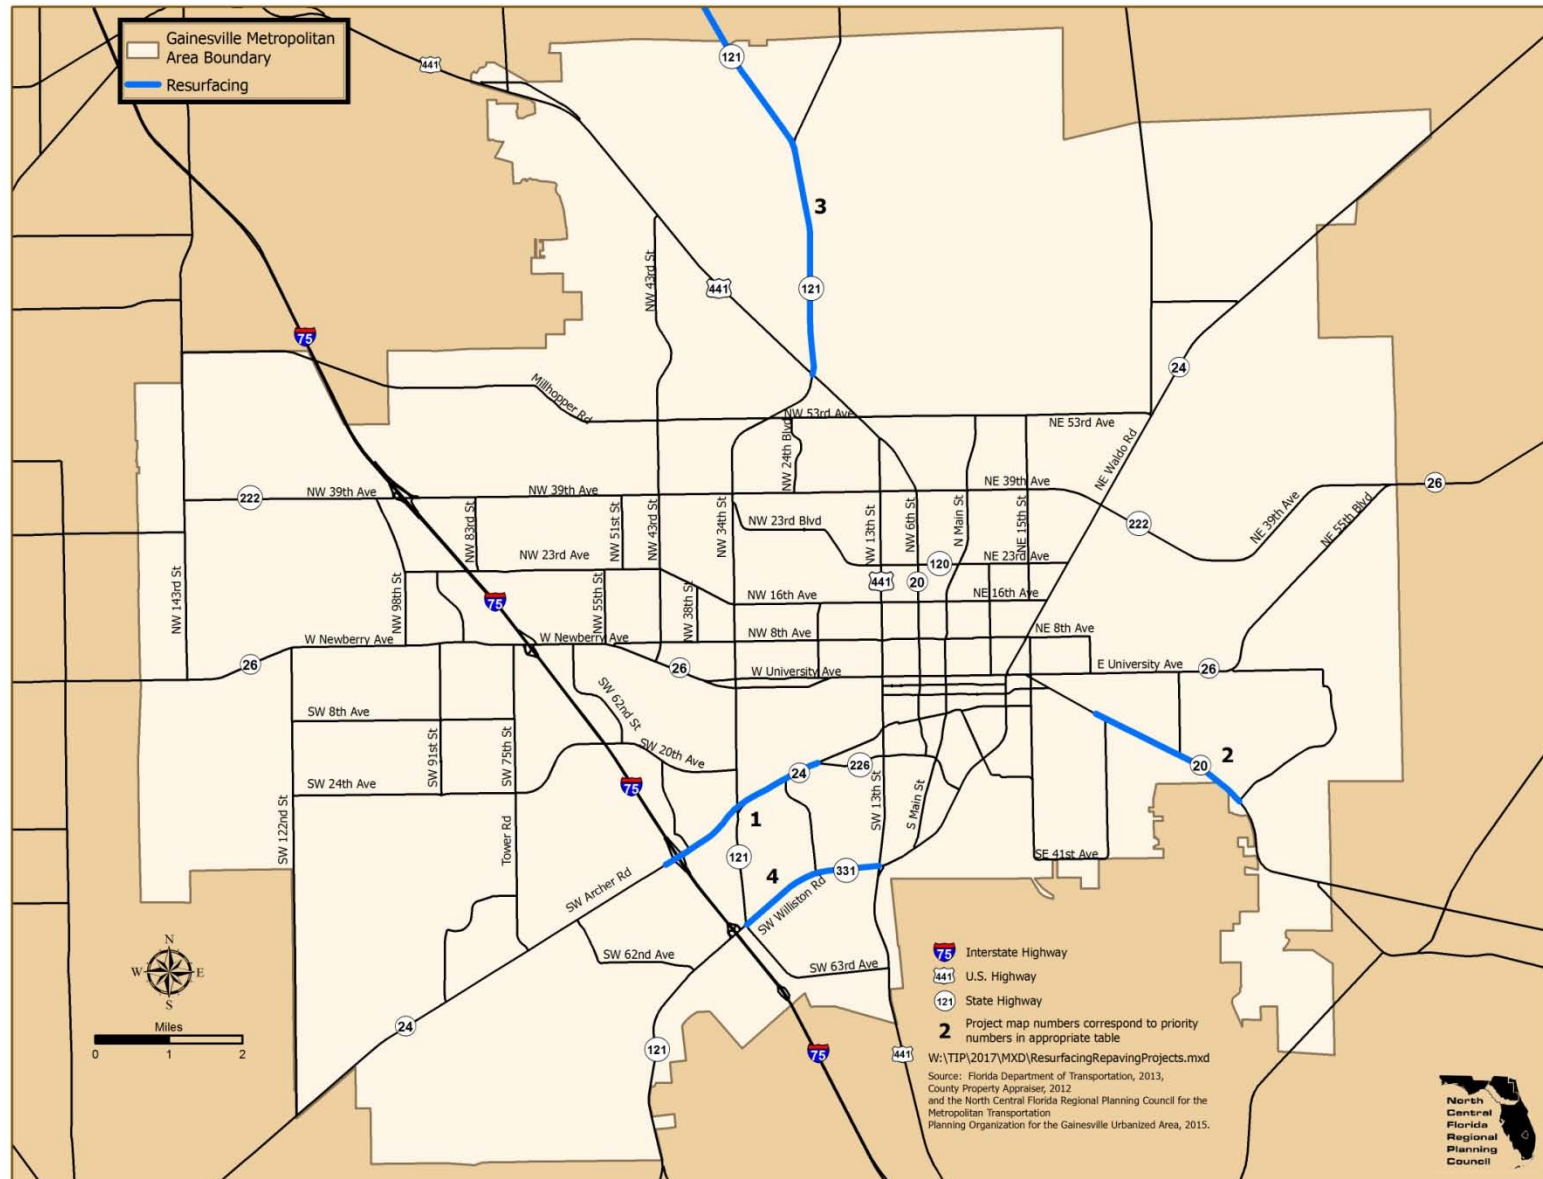 Gainesville Metropolitan
Area Boundary
Resurfacing
441
121
3
121
441
NW 43rd St
75
24
Millhopper Rd
NW 53rd Ave
NE 53rd Ave
NW 24th Blvd
NE Waldo Rd
222
NW 39th Ave
NW 39th Ave
NE 39th Ave
26
222
NE 39th Ave
NE 55th Blvd
NW 83rd St
NW 51st St
NW 43rd St
NW 34th St
NW 23rd Blvd
NW 13th St
NW 6th St
N Main St
NE 15th St
NW 23rd Ave
NE 23rd Ave
120
441
20
NW 143rd St
NW 98th St
75
NW 55th St
NW 38th St
NW 16th Ave
NE 16th Ave
W Newberry Ave
W Newberry Ave
NW 8th Ave
NE 8th Ave
26
26
W University Ave
E University Ave
26
SW 62nd St
SW 8th Ave
SW 91st St
SW 75th St
SW 20th Ave
24
226
20
2
SW 24th Ave
75
SW 122nd St
Tower Rd
1
SW 13th St
S Main St
121
SE 41st Ave
4
331
SW Archer Rd
SW Williston Rd
SW 62nd Ave
SW 63rd Ave
24
121
75
441
N
W
E
S
Miles
0
1
2
75
Interstate Highway
441
U.S. Highway
121
State Highway
2
Project map numbers correspond to priority
numbers in appropriate table
W:\TIP\2017\MXD\ResurfacingRepavingProjects.mxd
Source: Florida Department of Transportation, 2013,
County Property Appraiser, 2012
and the North Central Florida Regional Planning Council for the
Metropolitan Transportation
Planning Organization for the Gainesville Urbanized Area, 2015.
North
Central
Florida
Regional
Planning
Council